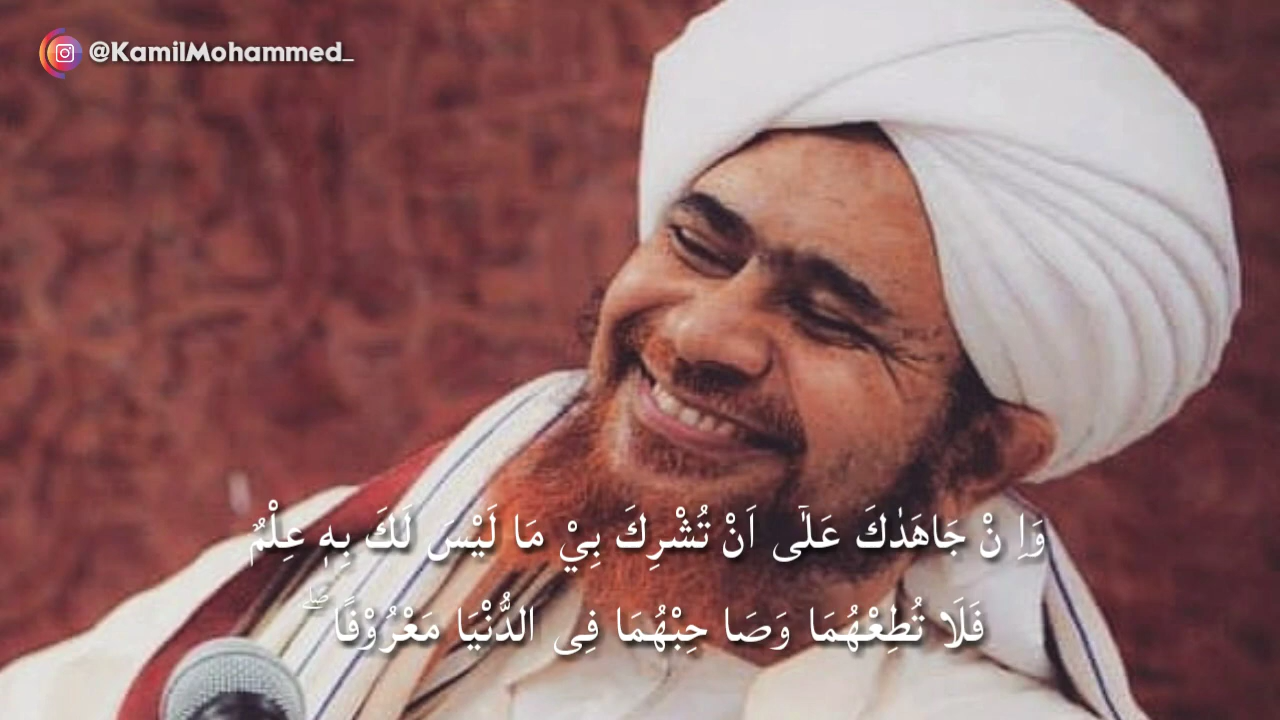 @KamilMohammed_
وَاِ نْ جَاهَدٰكَ عَلٰٓى اَنْ تُشْرِكَ بِيْ مَا لَيْسَ لَكَ بِهٖ عِلْمٌ
فَلَا تُطِعْهُمَا وَصَا حِبْهُمَا فِى الدُّنْيَا مَعْرُوْفًا ۖ